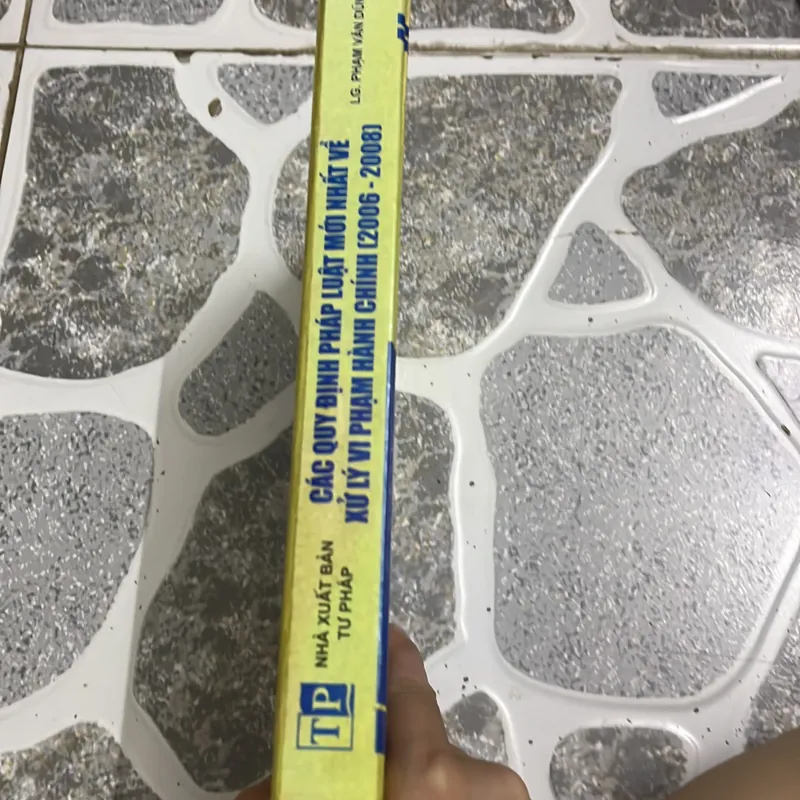 TP
NHÀ XUẤT BẢN
TƯ PHÁP
CÁC QUY ĐỊNH PHÁP LUẬT MỚI NHẤT VỀ
XỬ LÝ VI PHẠM HÀNH CHÍNH (2006 - 2008)
LG. PHẠM VĂN